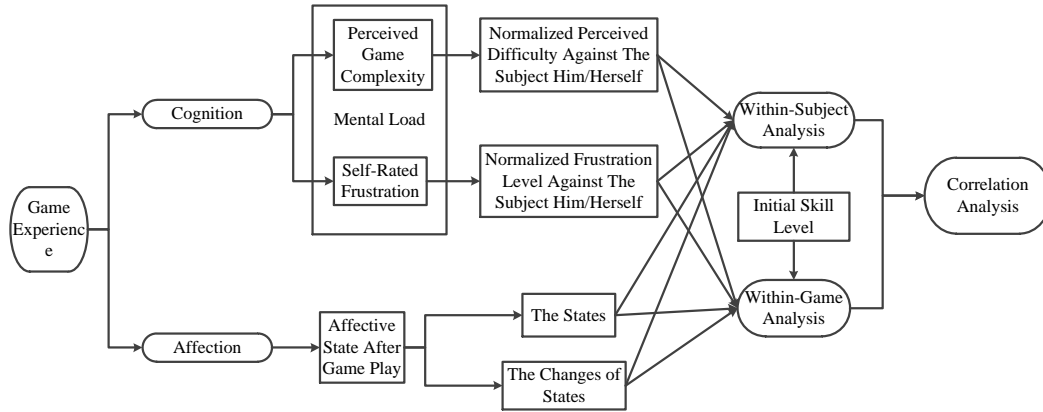 Game
Experienc
e
Cognition
Affection
Perceived
Game
Complexity
Mental Load
Self-Rated
Frustration
Affective
State After
Game Play
Normalized Perceived
Difficulty Against The
Subject Him/Herself
Normalized Frustration
Level Against The
Subject Him/Herself
The States
The Changes of
States
Within-Subject
Analysis
Initial Skill
Level
Within-Game
Analysis
Correlation
Analysis